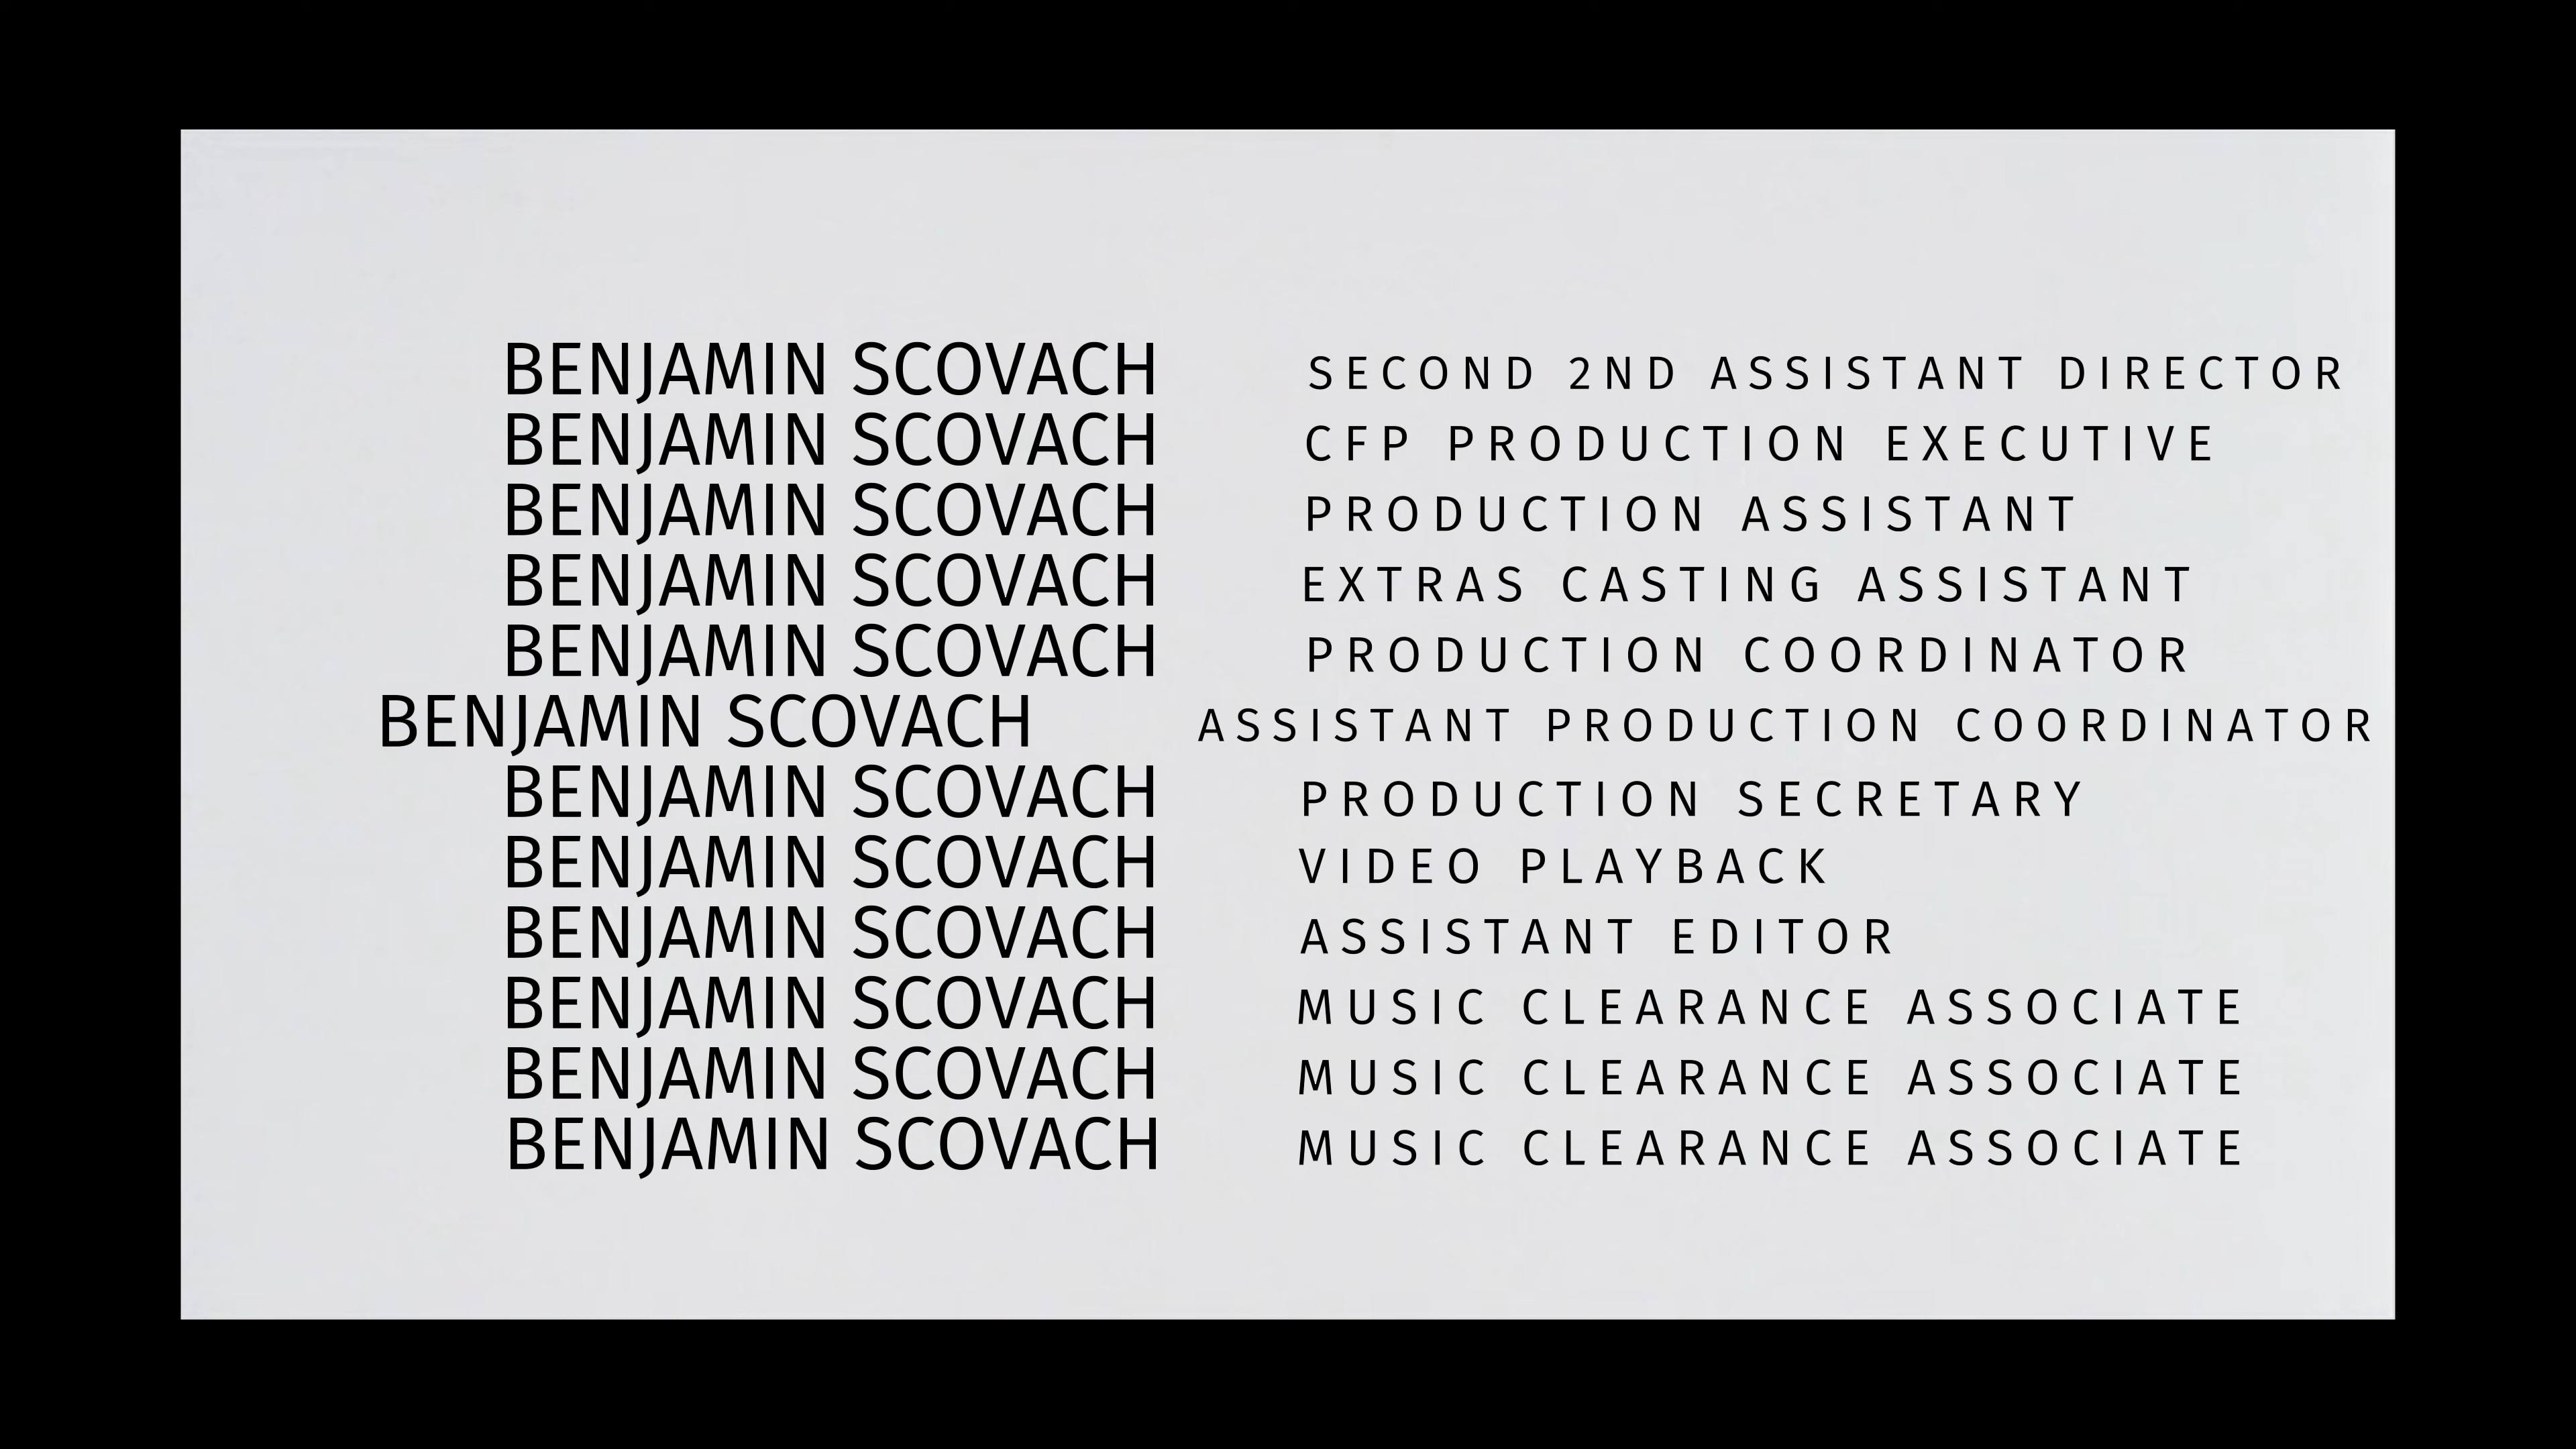 BENJAMIN SCOVACH SECOND 2ND ASSISTANT DIRECTOR
BENJAMIN SCOVACH CFP PRODUCTION EXECUTIVE
BENJAMIN SCOVACH PRODUCTION ASSISTANT
BENJAMIN SCOVACH EXTRAS CASTING ASSISTANT
BENJAMIN SCOVACH PRODUCTION COORDINATOR
BENJAMIN SCOVACH ASSISTANT PRODUCTION COORDINATOR
BENJAMIN SCOVACH PRODUCTION SECRETARY
BENJAMIN SCOVACH VIDEO PLAYBACK
BENJAMIN SCOVACH ASSISTANT EDITOR
BENJAMIN SCOVACH MUSIC CLEARANCE ASSOCIATE
BENJAMIN SCOVACH MUSIC CLEARANCE ASSOCIATE
BENJAMIN SCOVACH MUSIC CLEARANCE ASSOCIATE